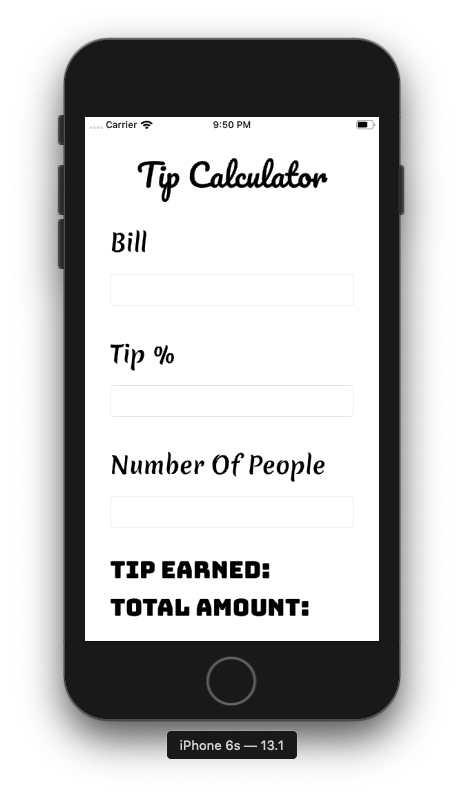 Carrier 9:50 PM
Tip Calculator
Bill
Tip %
Number Of People
TIP EARNED:
TOTAL AMOUNT:
iPhone 6s — 13.1